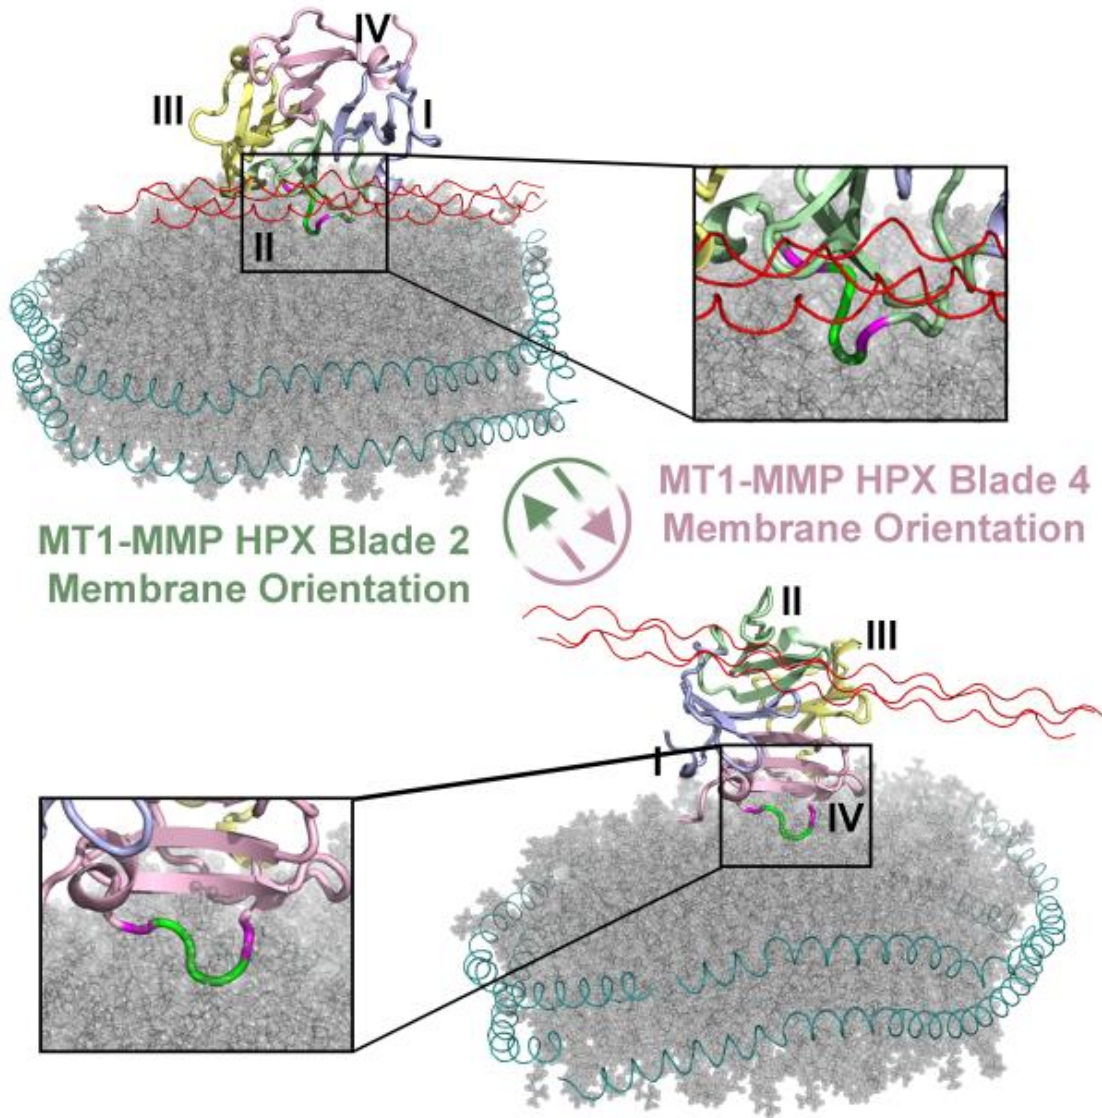 IV
III
I
II
MT1-MMP HPX Blade 4
Membrane Orientation
MT1-MMP HPX Blade 2
Membrane Orientation
II
III
I
IV